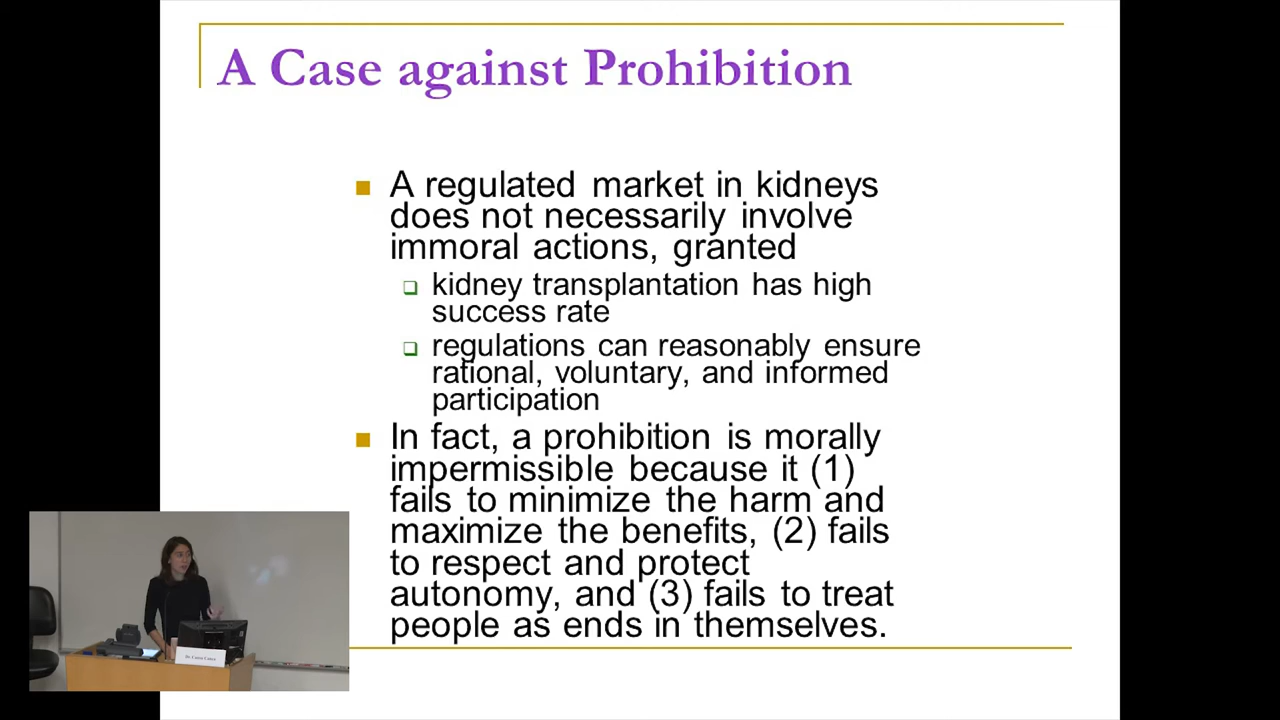 A Case against Prohibition
A regulated market in kidneys
does not necessarily involve
immoral actions, granted
kidney transplantation has high
success rate
regulations can reasonably ensure
rational, voluntary, and informed
participation
In fact, a prohibition is morally
impermissible because it (1)
fails to minimize the harm and
maximize the benefits, (2) fails
to respect and protect
autonomy, and (3) fails to treat
people as ends in themselves.